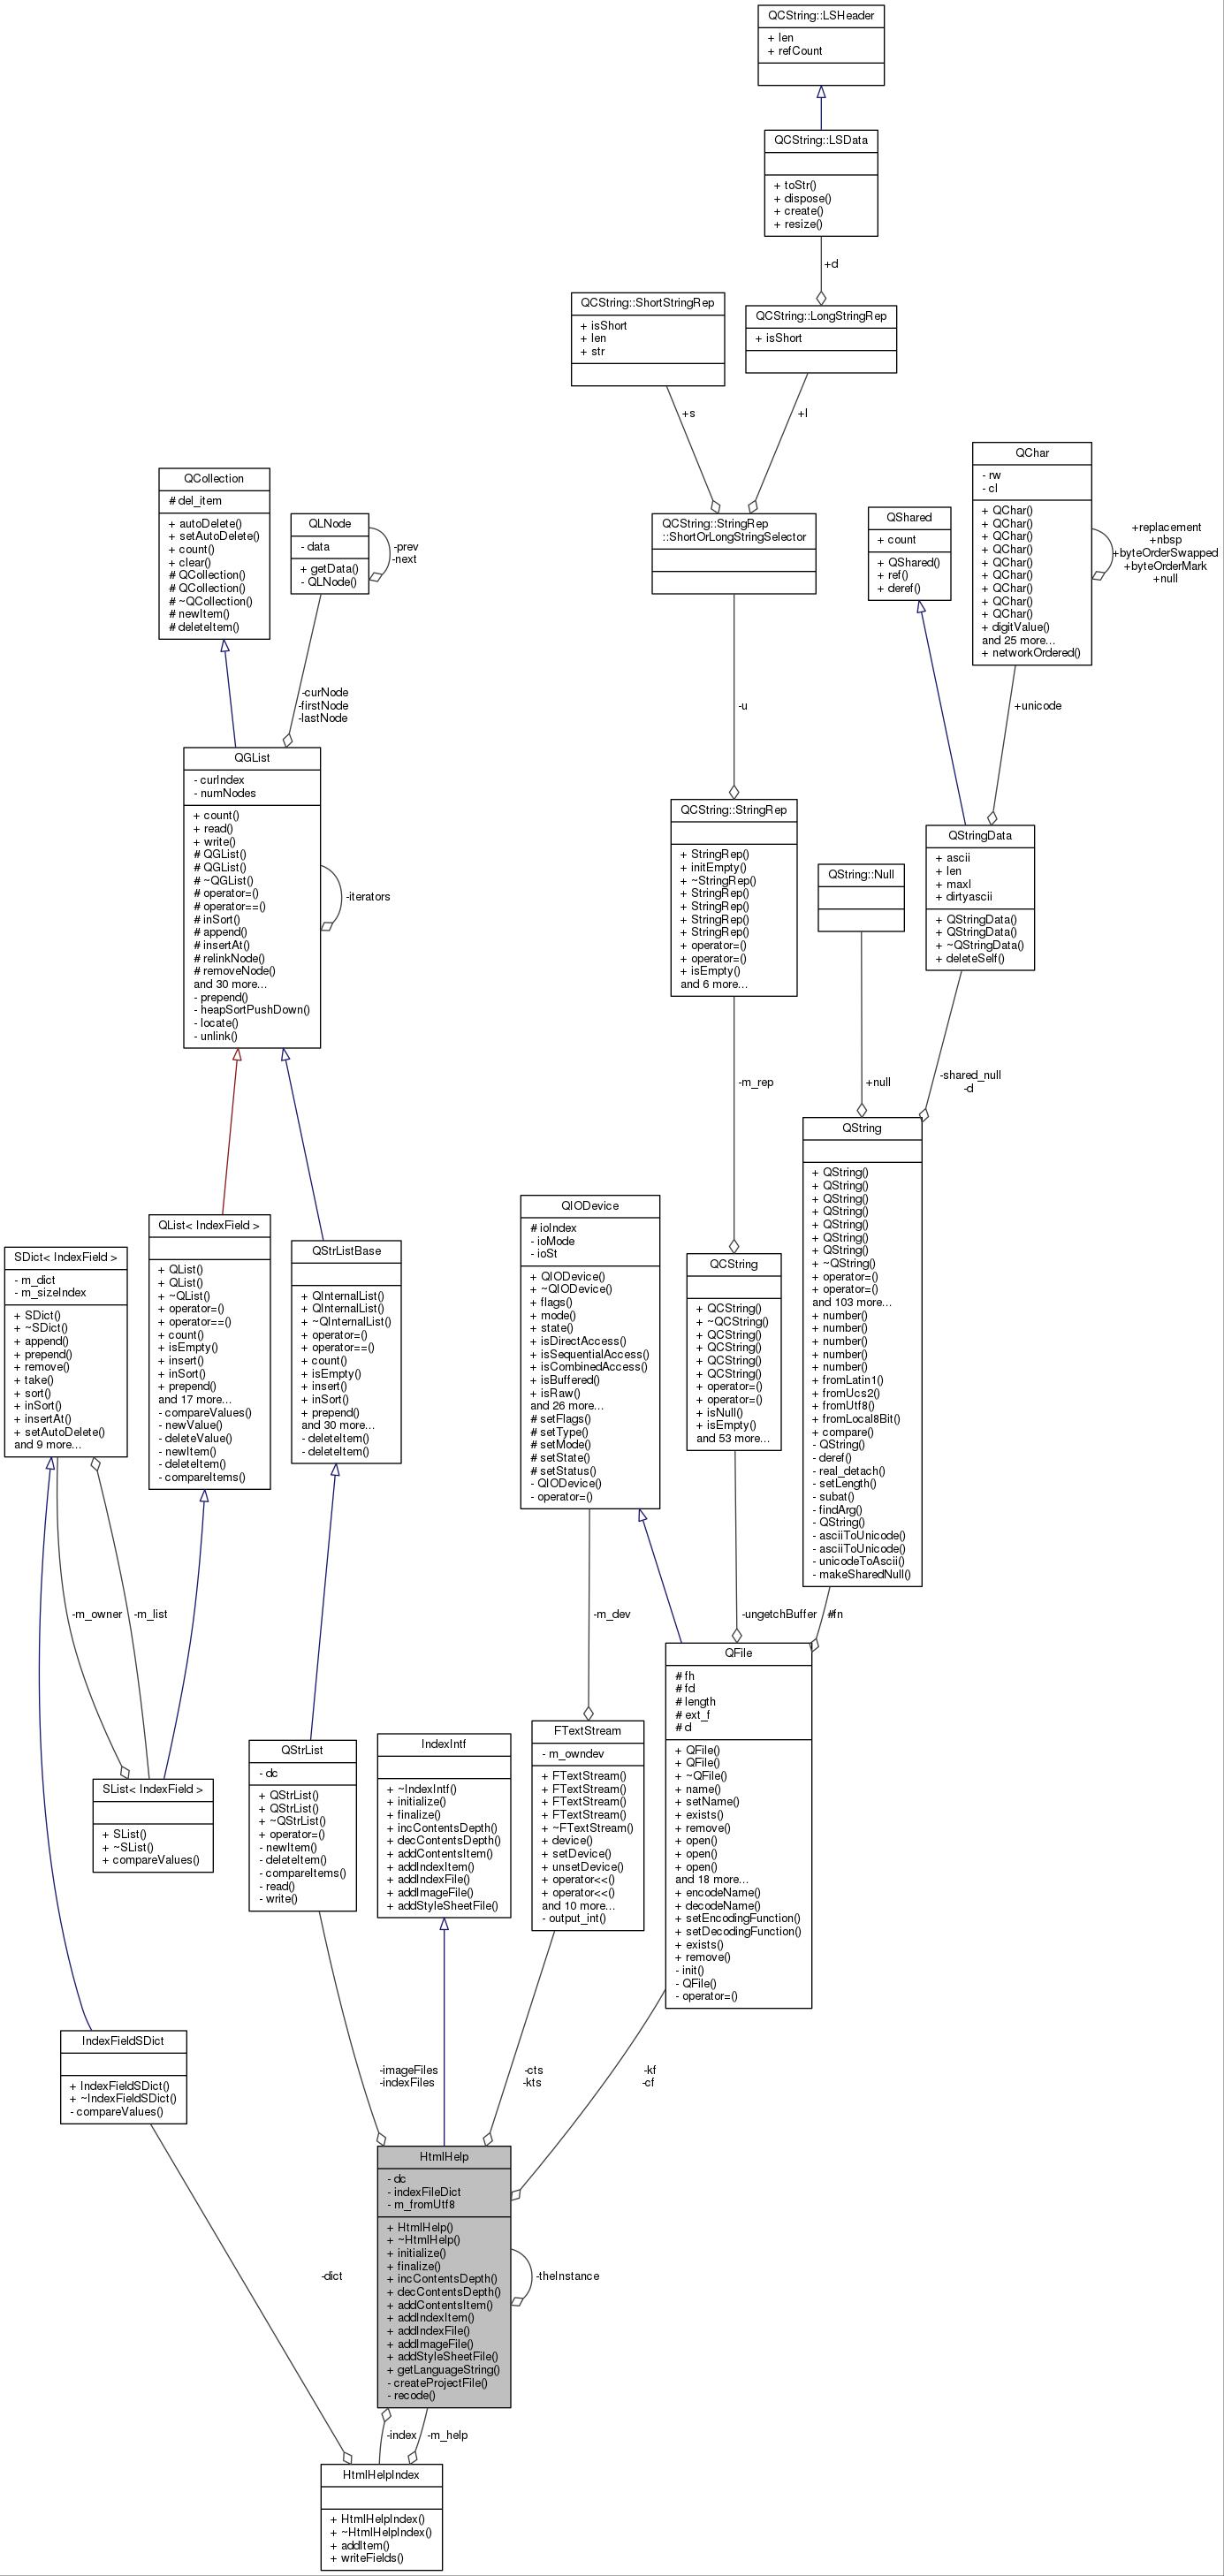 QCString::LSHeader
+ len
+ refCount
QCString::LSData
+ toStr()
+ dispose()
+ create()
+ resize()
+d
QCString::ShortStringRep
+ isShort
+ len
+ str
QCString::LongStringRep
+ isShort
+s
+l
QChar
- rw
- cl
+ QChar()
+ QChar()
+ QChar()
+ QChar()
+ QChar()
+ QChar()
+ QChar()
+ QChar()
+ QChar()
+ digitValue()
and 25 more...
+ networkOrdered()
+replacement
+nbsp
+byteOrderSwapped
+byteOrderMark
+null
QCollection
# del_item
+ autoDelete()
+ setAutoDelete()
+ count()
+ clear()
# QCollection()
# QCollection()
# ~QCollection()
# newItem()
# deleteItem()
QLNode
- data
+ getData()
- QLNode()
-prev
-next
QCString::StringRep
::ShortOrLongStringSelector
QShared
+ count
+ QShared()
+ ref()
+ deref()
-curNode
-firstNode
-lastNode
-u
+unicode
QGList
- curIndex
- numNodes
+ count()
+ read()
+ write()
# QGList()
# QGList()
# ~QGList()
# operator=()
# operator==()
# inSort()
# append()
# insertAt()
# relinkNode()
# removeNode()
and 30 more...
- prepend()
- heapSortPushDown()
- locate()
- unlink()
-iterators
QCString::StringRep
+ StringRep()
+ initEmpty()
+ ~StringRep()
+ StringRep()
+ StringRep()
+ StringRep()
+ StringRep()
+ operator=()
+ operator=()
+ isEmpty()
and 6 more...
QString::Null
QStringData
+ ascii
+ len
+ maxl
+ dirtyascii
+ QStringData()
+ QStringData()
+ ~QStringData()
+ deleteSelf()
-m_rep
+null
-shared_null
-d
QString
+ QString()
+ QString()
+ QString()
+ QString()
+ QString()
+ QString()
+ QString()
+ ~QString()
+ operator=()
+ operator=()
and 103 more...
+ number()
+ number()
+ number()
+ number()
+ number()
+ fromLatin1()
+ fromUcs2()
+ fromUtf8()
+ fromLocal8Bit()
+ compare()
- QString()
- deref()
- real_detach()
- setLength()
- subat()
- findArg()
- QString()
- asciiToUnicode()
- asciiToUnicode()
- unicodeToAscii()
- makeSharedNull()
SDict< IndexField >
- m_dict
- m_sizeIndex
+ SDict()
+ ~SDict()
+ append()
+ prepend()
+ remove()
+ take()
+ sort()
+ inSort()
+ insertAt()
+ setAutoDelete()
and 9 more...
QList< IndexField >
+ QList()
+ QList()
+ ~QList()
+ operator=()
+ operator==()
+ count()
+ isEmpty()
+ insert()
+ inSort()
+ prepend()
and 17 more...
- compareValues()
- newValue()
- deleteValue()
- newItem()
- deleteItem()
- compareItems()
QStrListBase
+ QInternalList()
+ QInternalList()
+ ~QInternalList()
+ operator=()
+ operator==()
+ count()
+ isEmpty()
+ insert()
+ inSort()
+ prepend()
and 30 more...
- deleteItem()
- deleteItem()
QIODevice
# ioIndex
- ioMode
- ioSt
+ QIODevice()
+ ~QIODevice()
+ flags()
+ mode()
+ state()
+ isDirectAccess()
+ isSequentialAccess()
+ isCombinedAccess()
+ isBuffered()
+ isRaw()
and 26 more...
# setFlags()
# setType()
# setMode()
# setState()
# setStatus()
- QIODevice()
- operator=()
QCString
+ QCString()
+ ~QCString()
+ QCString()
+ QCString()
+ QCString()
+ QCString()
+ operator=()
+ operator=()
+ isNull()
+ isEmpty()
and 53 more...
-m_owner
-m_list
-m_dev
-ungetchBuffer
#fn
SList< IndexField >
+ SList()
+ ~SList()
+ compareValues()
QStrList
- dc
+ QStrList()
+ QStrList()
+ ~QStrList()
+ operator=()
- newItem()
- deleteItem()
- compareItems()
- read()
- write()
IndexIntf
+ ~IndexIntf()
+ initialize()
+ finalize()
+ incContentsDepth()
+ decContentsDepth()
+ addContentsItem()
+ addIndexItem()
+ addIndexFile()
+ addImageFile()
+ addStyleSheetFile()
FTextStream
- m_owndev
+ FTextStream()
+ FTextStream()
+ FTextStream()
+ FTextStream()
+ ~FTextStream()
+ device()
+ setDevice()
+ unsetDevice()
+ operator<<()
+ operator<<()
and 10 more...
- output_int()
QFile
# fh
# fd
# length
# ext_f
# d
+ QFile()
+ QFile()
+ ~QFile()
+ name()
+ setName()
+ exists()
+ remove()
+ open()
+ open()
+ open()
and 18 more...
+ encodeName()
+ decodeName()
+ setEncodingFunction()
+ setDecodingFunction()
+ exists()
+ remove()
- init()
- QFile()
- operator=()
IndexFieldSDict
+ IndexFieldSDict()
+ ~IndexFieldSDict()
- compareValues()
-imageFiles
-indexFiles
-cts
-kts
-kf
-cf
HtmlHelp
- dc
- indexFileDict
- m_fromUtf8
+ HtmlHelp()
+ ~HtmlHelp()
+ initialize()
+ finalize()
+ incContentsDepth()
+ decContentsDepth()
+ addContentsItem()
+ addIndexItem()
+ addIndexFile()
+ addImageFile()
+ addStyleSheetFile()
+ getLanguageString()
- createProjectFile()
- recode()
-dict
-theInstance
-index
-m_help
HtmlHelpIndex
+ HtmlHelpIndex()
+ ~HtmlHelpIndex()
+ addItem()
+ writeFields()